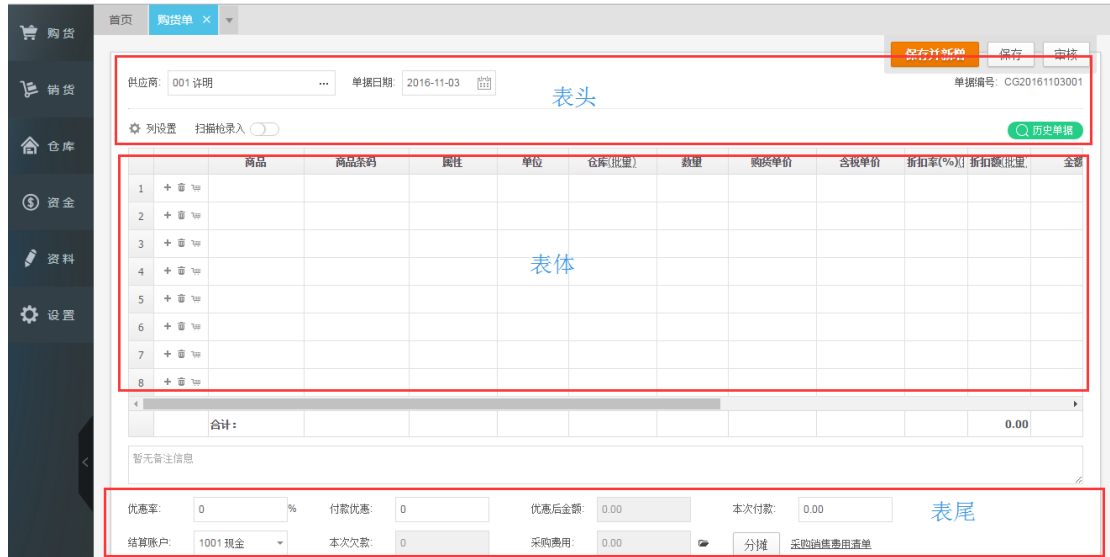 首页 购货单 ×
购货
销货
仓库
资金
资料
设置
保存并新增 保存 审核
供应商: 001 许明 ... 单据日期: 2016-11-03 单据编号: CG20161103001
表头
列设置 扫描枪录入 历史单据
商品 商品条码 属性 单位 仓库(批量) 数量 购货单价 含税单价 折扣率(%)( 折扣额(批量 金额
1
2
3
表体
4
5
6
7
8
合计: 0.00
暂无备注信息
优惠率: 0 % 付款优惠: 0 优惠后金额: 0.00 本次付款: 0.00
表尾
结算账户: 1001 现金 本次欠款: 0 采购费用: 0.00 分摊 采购销售费用清单